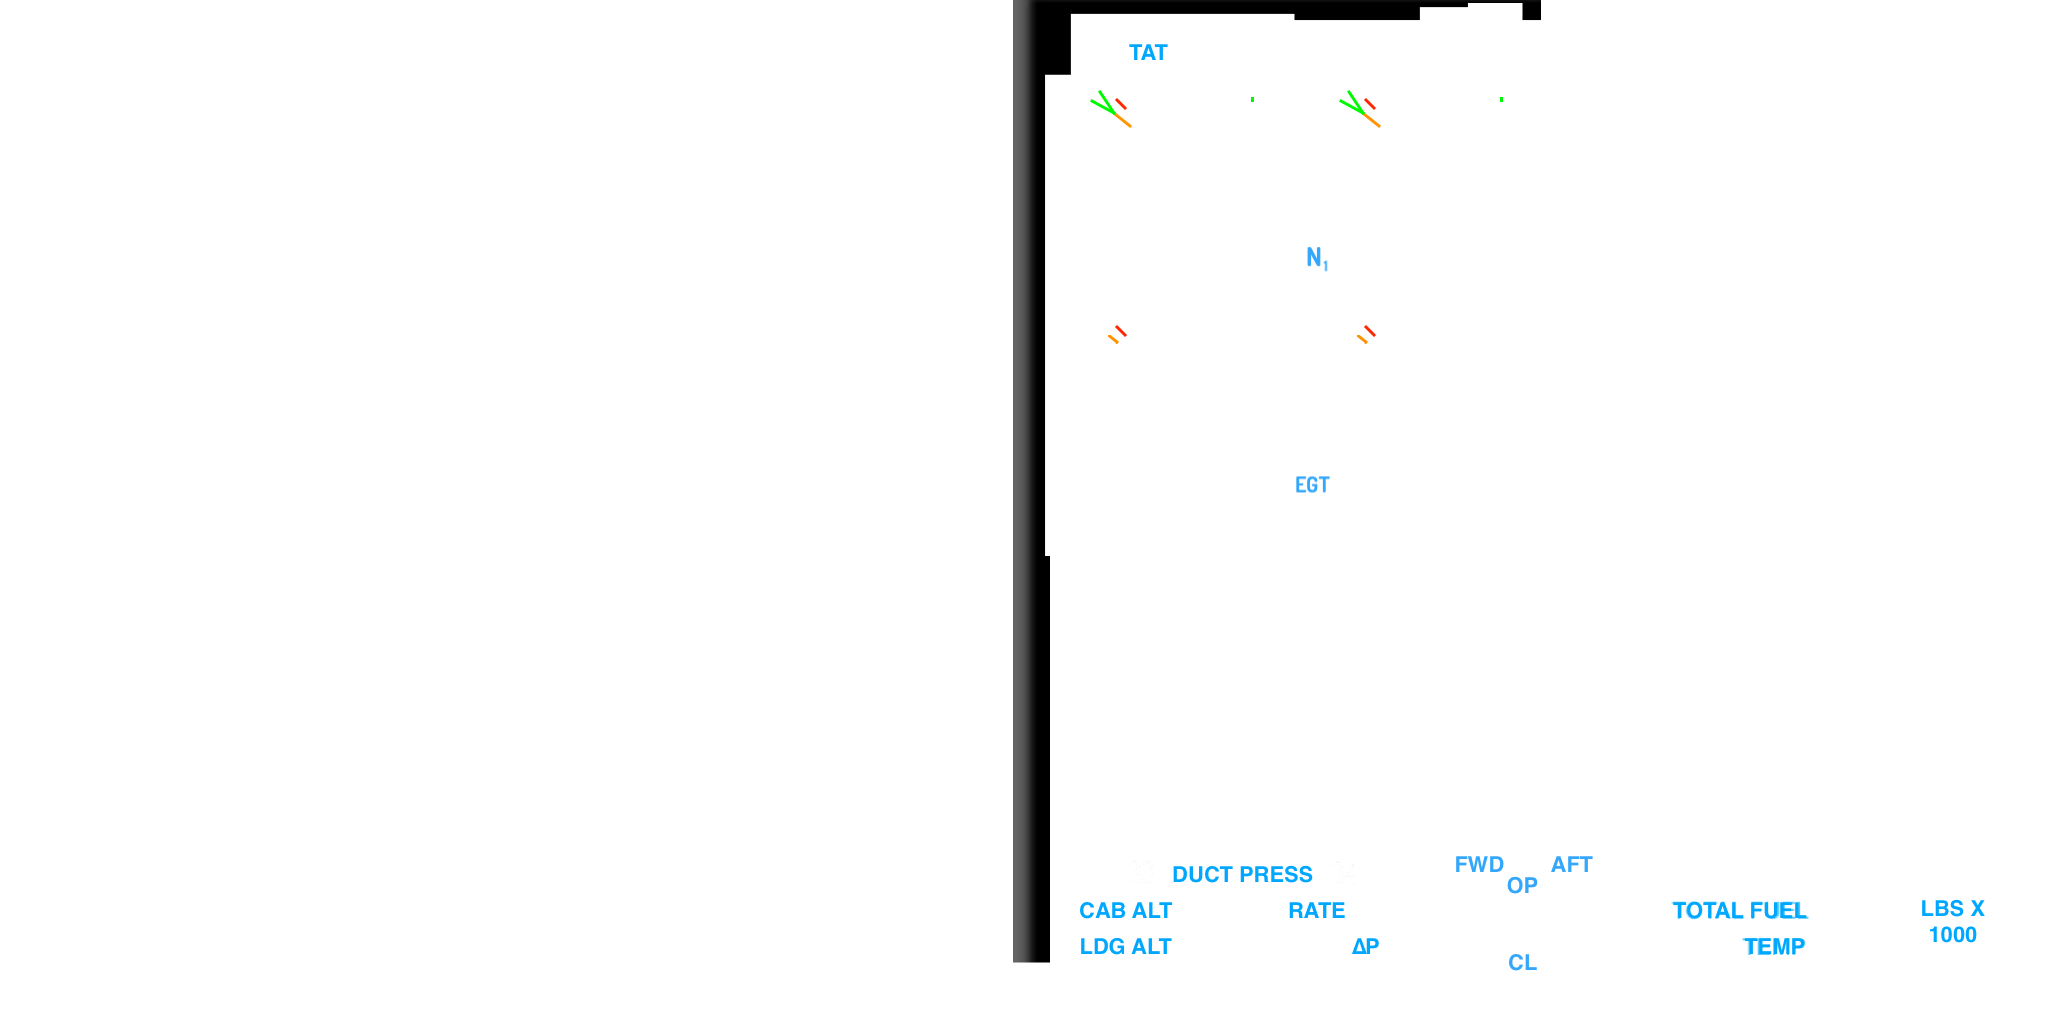 TAT
N₁
EGT
FWD AFT
DUCT PRESS
OP
CAB ALT RATE TOTAL FUEL LBS X
1000
LDG ALT ΔP TEMP
CL